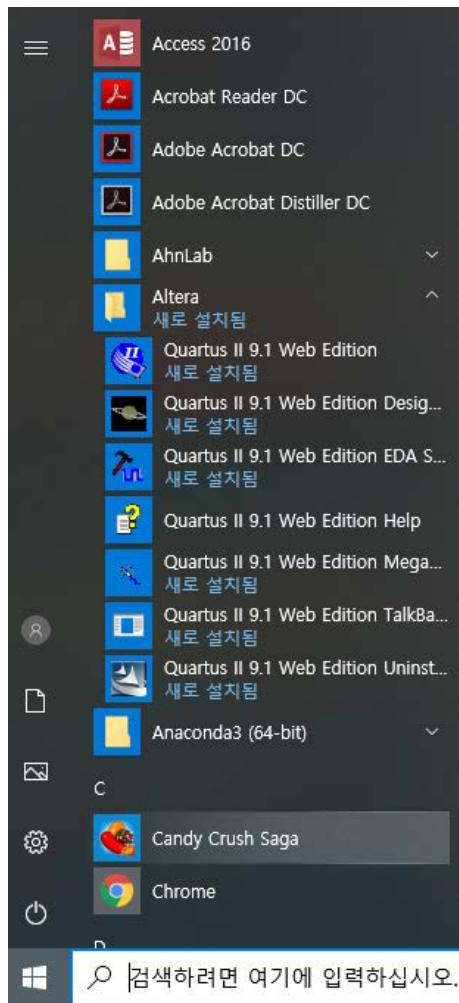 Access 2016
Acrobat Reader DC
Adobe Acrobat DC
Adobe Acrobat Distiller DC
AhnLab
Altera
새로 설치됨
Quartus II 9.1 Web Edition
새로 설치됨
Quartus II 9.1 Web Edition Desig...
새로 설치됨
Quartus II 9.1 Web Edition EDA S...
새로 설치됨
Quartus II 9.1 Web Edition Help
Quartus II 9.1 Web Edition Mega...
새로 설치됨
Quartus II 9.1 Web Edition TalkBa...
새로 설치됨
Quartus II 9.1 Web Edition Uninst...
새로 설치됨
Anaconda3 (64-bit)
C
Candy Crush Saga
Chrome
검색하려면 여기에 입력하십시오.